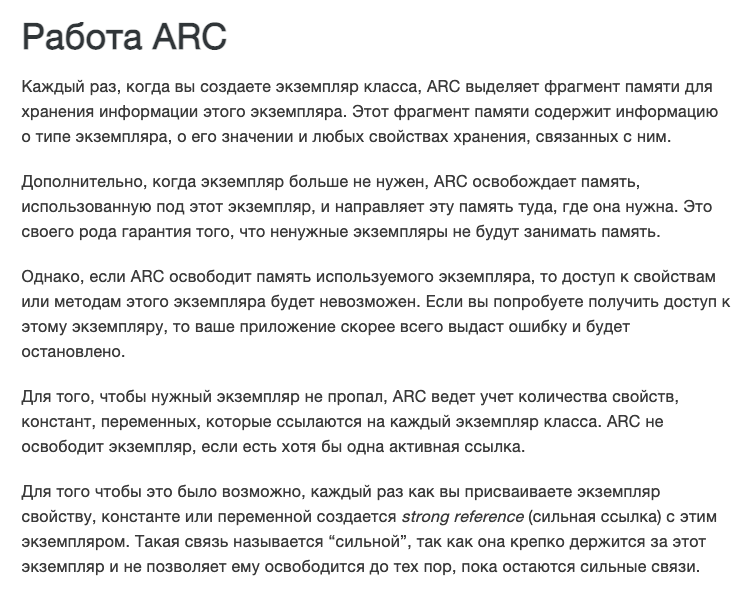 Работа ARC
Каждый раз, когда вы создаете экземпляр класса, ARC выделяет фрагмент памяти для
хранения информации этого экземпляра. Этот фрагмент памяти содержит информацию
о типе экземпляра, о его значении и любых свойствах хранения, связанных с ним.
Дополнительно, когда экземпляр больше не нужен, ARC освобождает память,
использованную под этот экземпляр, и направляет эту память туда, где она нужна. Это
своего рода гарантия того, что ненужные экземпляры не будут занимать память.
Однако, если ARC освободит память используемого экземпляра, то доступ к свойствам
или методам этого экземпляра будет невозможен. Если вы попробуете получить доступ к
этому экземпляру, то ваше приложение скорее всего выдаст ошибку и будет
остановлено.
Для того, чтобы нужный экземпляр не пропал, ARC ведет учет количества свойств,
констант, переменных, которые ссылаются на каждый экземпляр класса. ARC не
освободит экземпляр, если есть хотя бы одна активная ссылка.
Для того чтобы это было возможно, каждый раз как вы присваиваете экземпляр
свойству, константе или переменной создается strong reference (сильная ссылка) с этим
экземпляром. Такая связь называется “сильной”, так как она крепко держится за этот
экземпляр и не позволяет ему освободится до тех пор, пока остаются сильные связи.